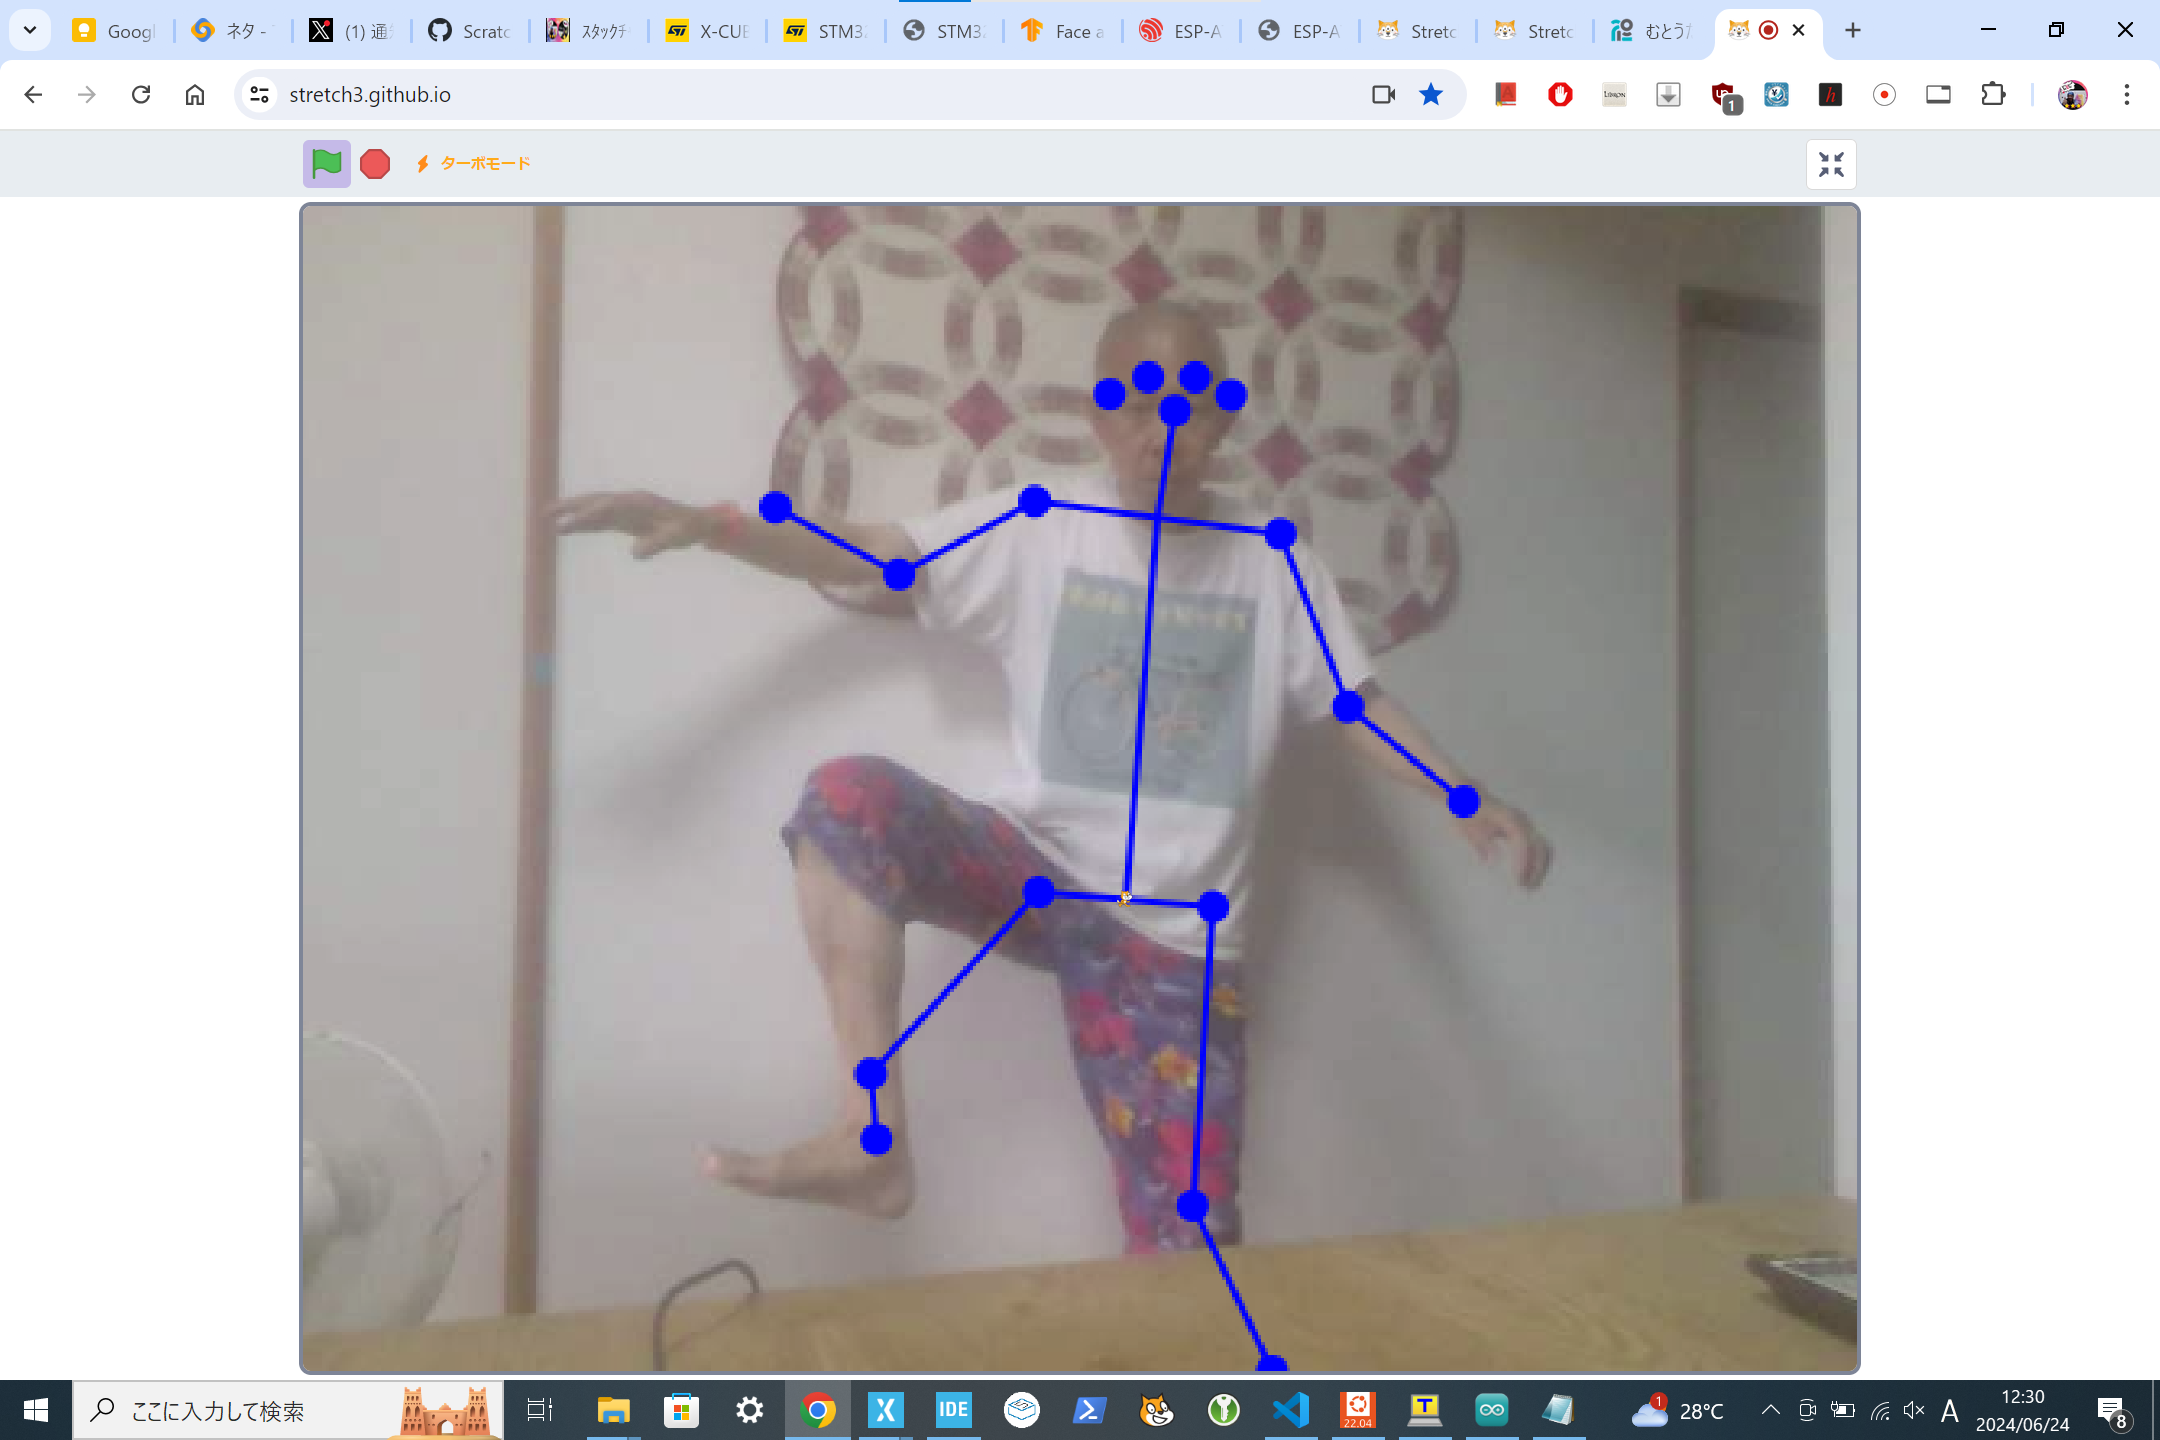 Googl
ネタ -
(1) 通
Scratc
スタックチ
X-CUE
STM3
STM3
Face a
ESP-A
ESP-A
Stretc
Stretc
むとう
stretch3.github.io
1
ターボモード
ここに入力して検索
IDE
22.04
1
28°C
A
12:30
2024/06/24
8